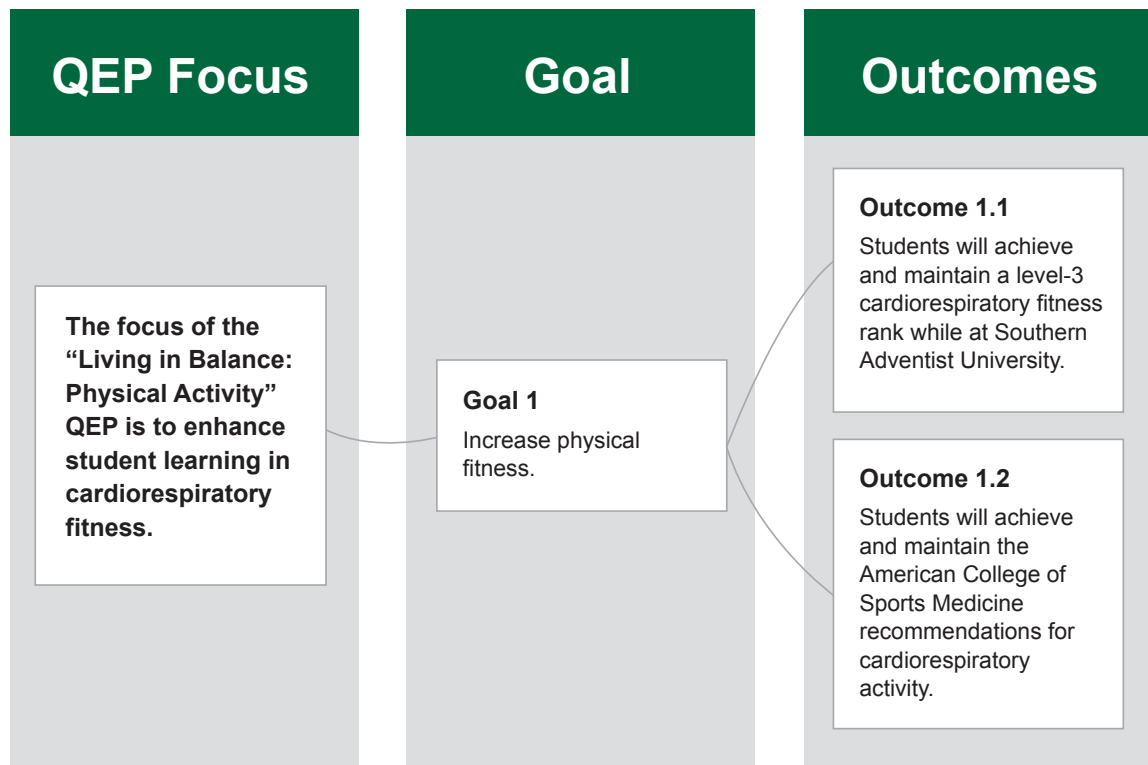 QEP Focus
The focus of the
“Living in Balance:
Physical Activity”
QEP is to enhance
student learning in
cardiorespiratory
fitness.
Goal
Goal 1
Increase physical
fitness.
Outcomes
Outcome 1.1
Students will achieve
and maintain a level-3
cardiorespiratory fitness
rank while at Southern
Adventist University.
Outcome 1.2
Students will achieve
and maintain the
American College of
Sports Medicine
recommendations for
cardiorespiratory
activity.